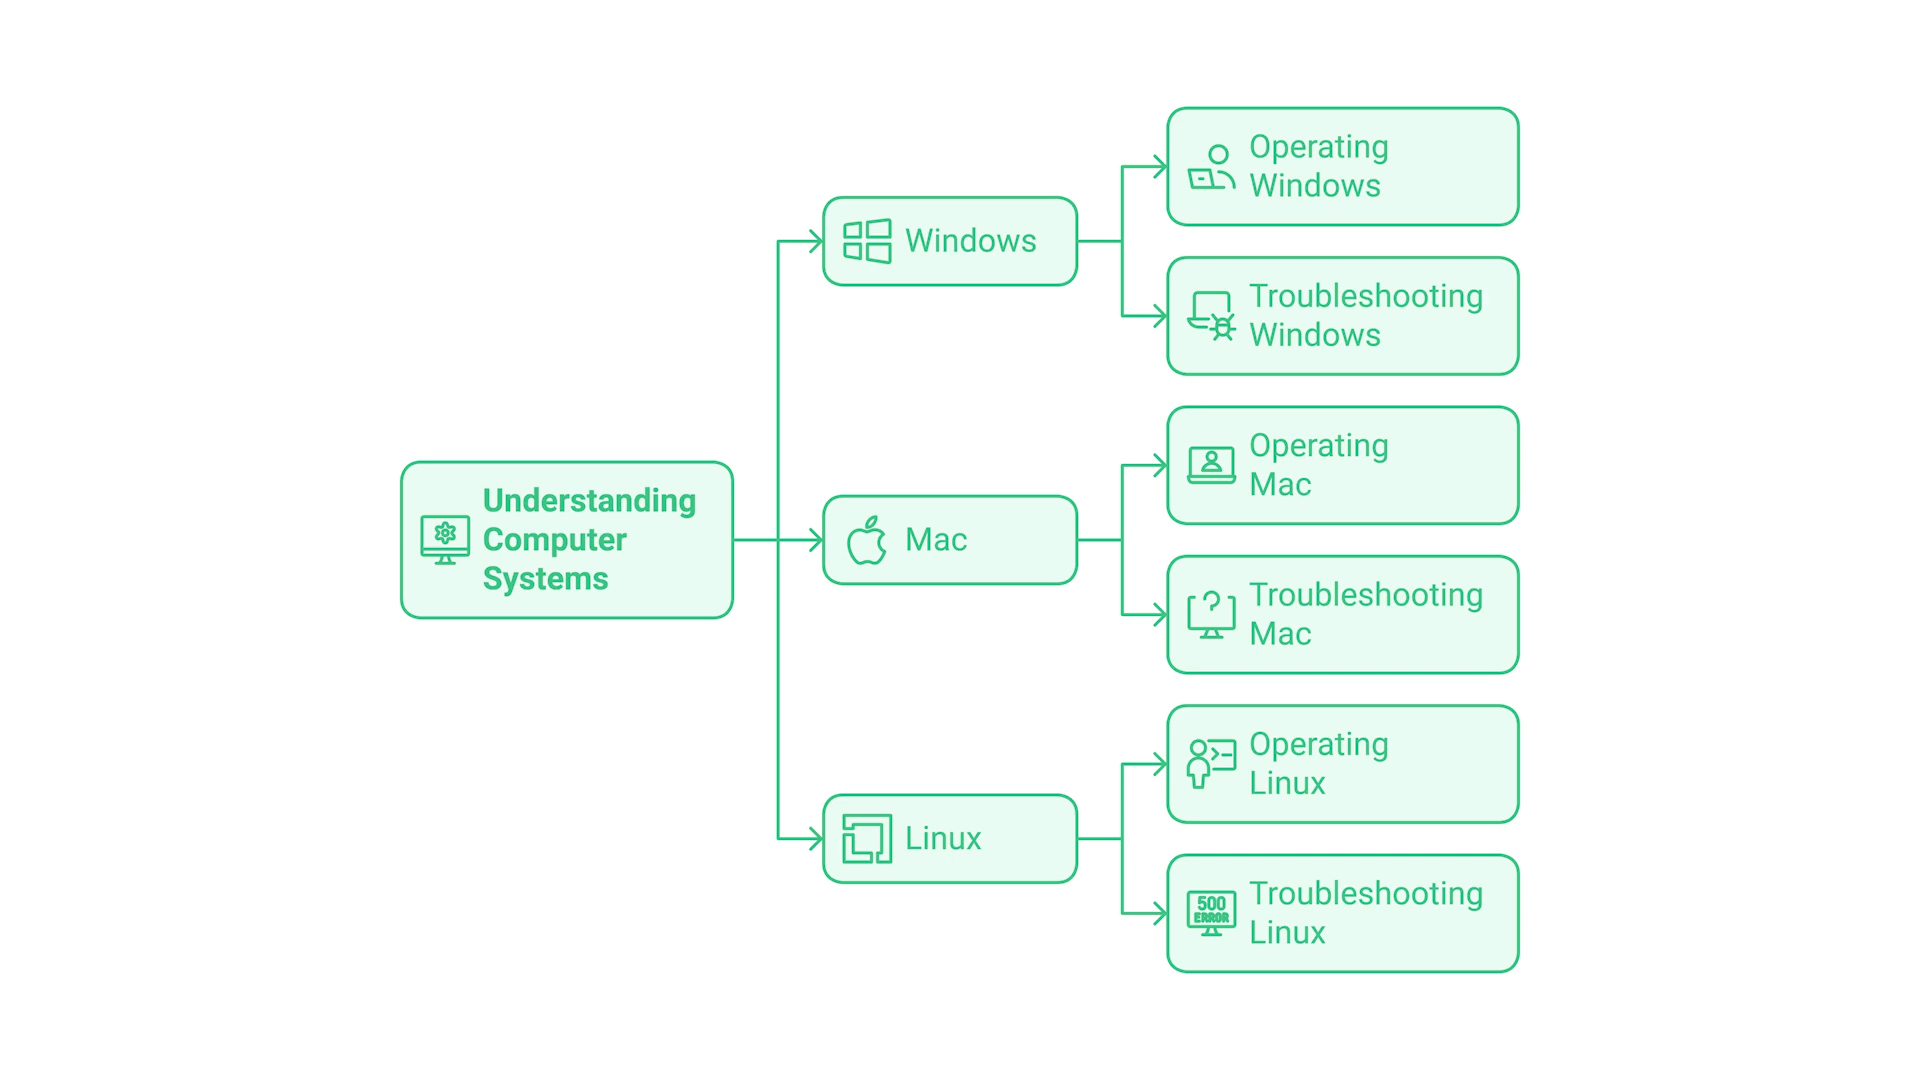 Understanding
Computer
Systems
Windows
Operating
Windows
Troubleshooting
Windows
Mac
Operating
Mac
Troubleshooting
Mac
Linux
Operating
Linux
Troubleshooting
Linux
500
ERROR